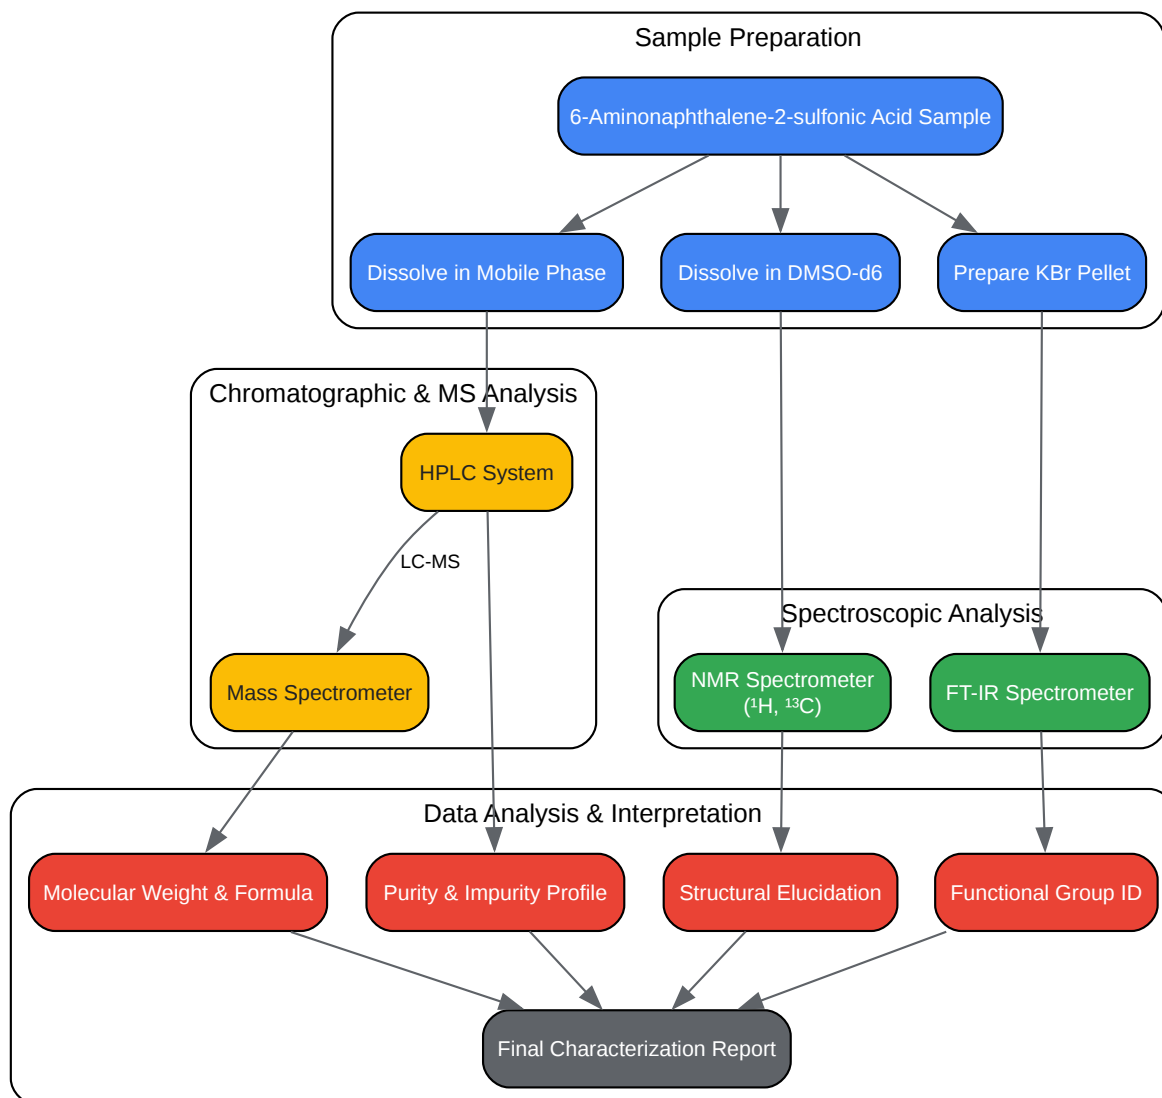 Sample Preparation
6-Aminonaphthalene-2-sulfonic Acid Sample
Dissolve in Mobile Phase
Dissolve in DMSO-d6
Prepare KBr Pellet
Chromatographic & MS Analysis
HPLC System
LC-MS
Mass Spectrometer
Spectroscopic Analysis
NMR Spectrometer
(¹H, ¹³C)
FT-IR Spectrometer
Data Analysis & Interpretation
Molecular Weight & Formula
Purity & Impurity Profile
Structural Elucidation
Functional Group ID
Final Characterization Report